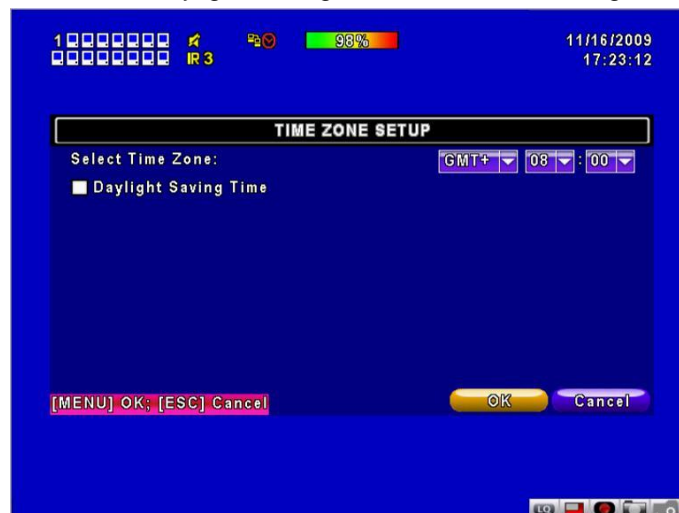 1 98% 11/16/2009
IR 3 17:23:12
TIME ZONE SETUP
Select Time Zone: GMT+ 08 : 00
Daylight Saving Time
[MENU] OK; [ESC] Cancel OK Cancel
LQ